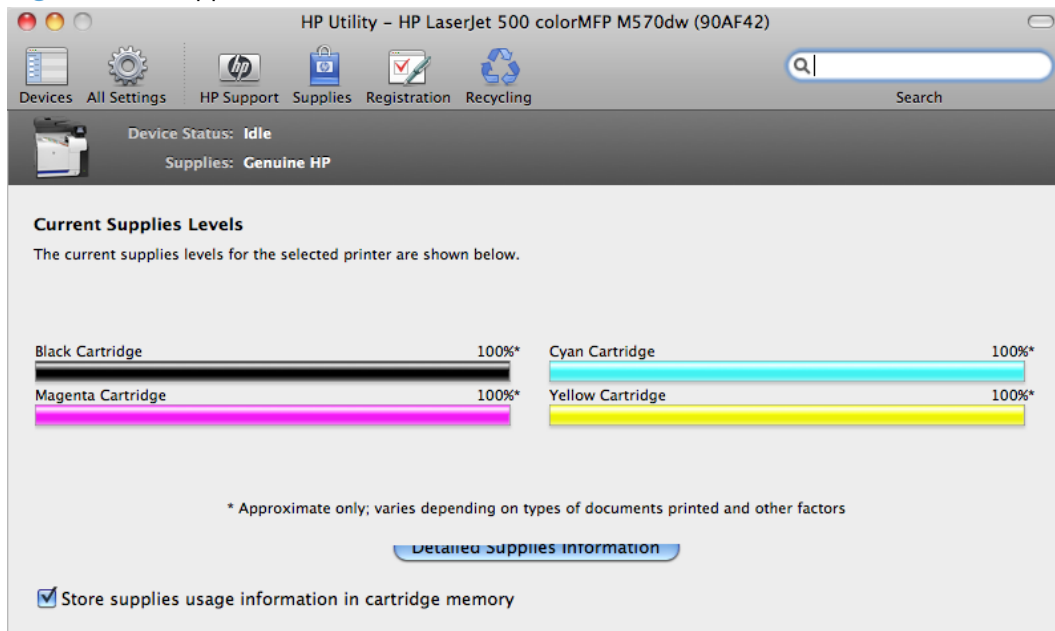 HP Utility – HP LaserJet 500 colorMFP M570dw (90AF42)
Devices All Settings HP Support Supplies Registration Recycling Search
Device Status: Idle
Supplies: Genuine HP
Current Supplies Levels
The current supplies levels for the selected printer are shown below.
Black Cartridge 100%* Cyan Cartridge 100%*
Magenta Cartridge 100%* Yellow Cartridge 100%*
* Approximate only; varies depending on types of documents printed and other factors
Detailed Supplies Information
Store supplies usage information in cartridge memory